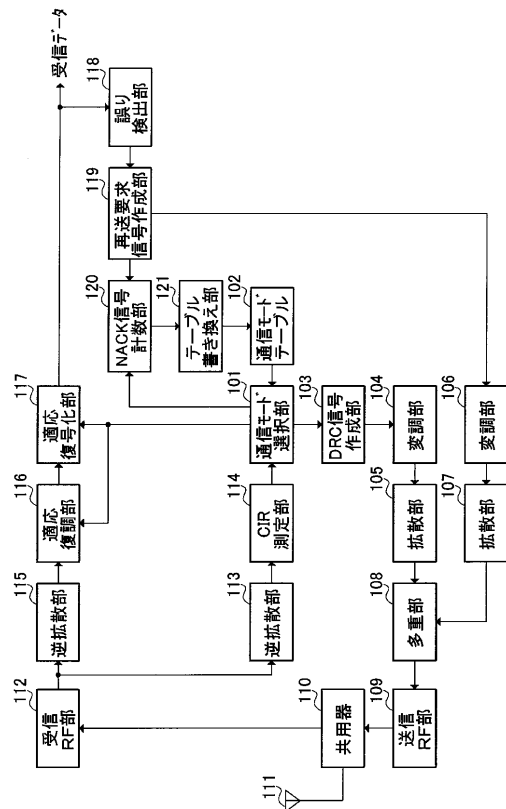 受信データ
118
誤り
検出部
119
再送要求
信号作成部
120
NACK信号
計数部
121
テーブル
書き換え部
102
通信モード
テーブル
117
適応
復号化部
101
通信モード
選択部
103
DRC信号
作成部
104
変調部
106
変調部
116
適応
復調部
114
CIR
測定部
105
拡散部
107
拡散部
115
逆拡散部
113
逆拡散部
108
多重部
112
受信
RF部
110
共用器
109
送信
RF部
111